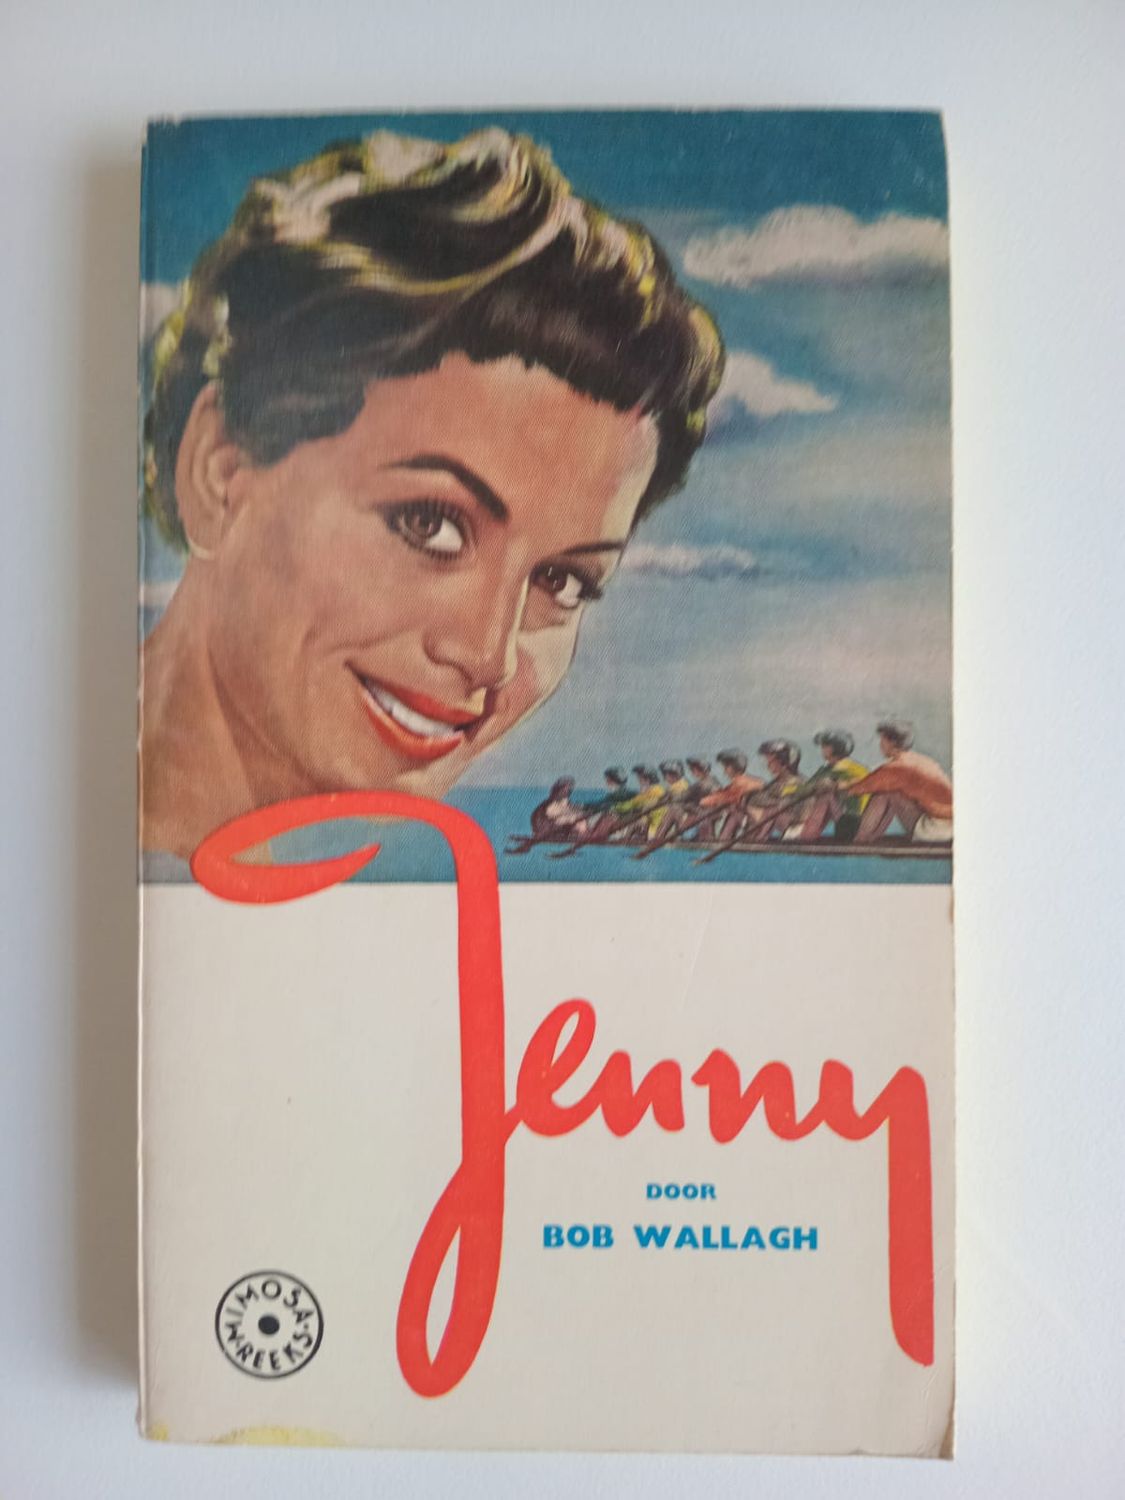 Jenny
DOOR
BOB WALLAGH
MIMOSA-REEKS